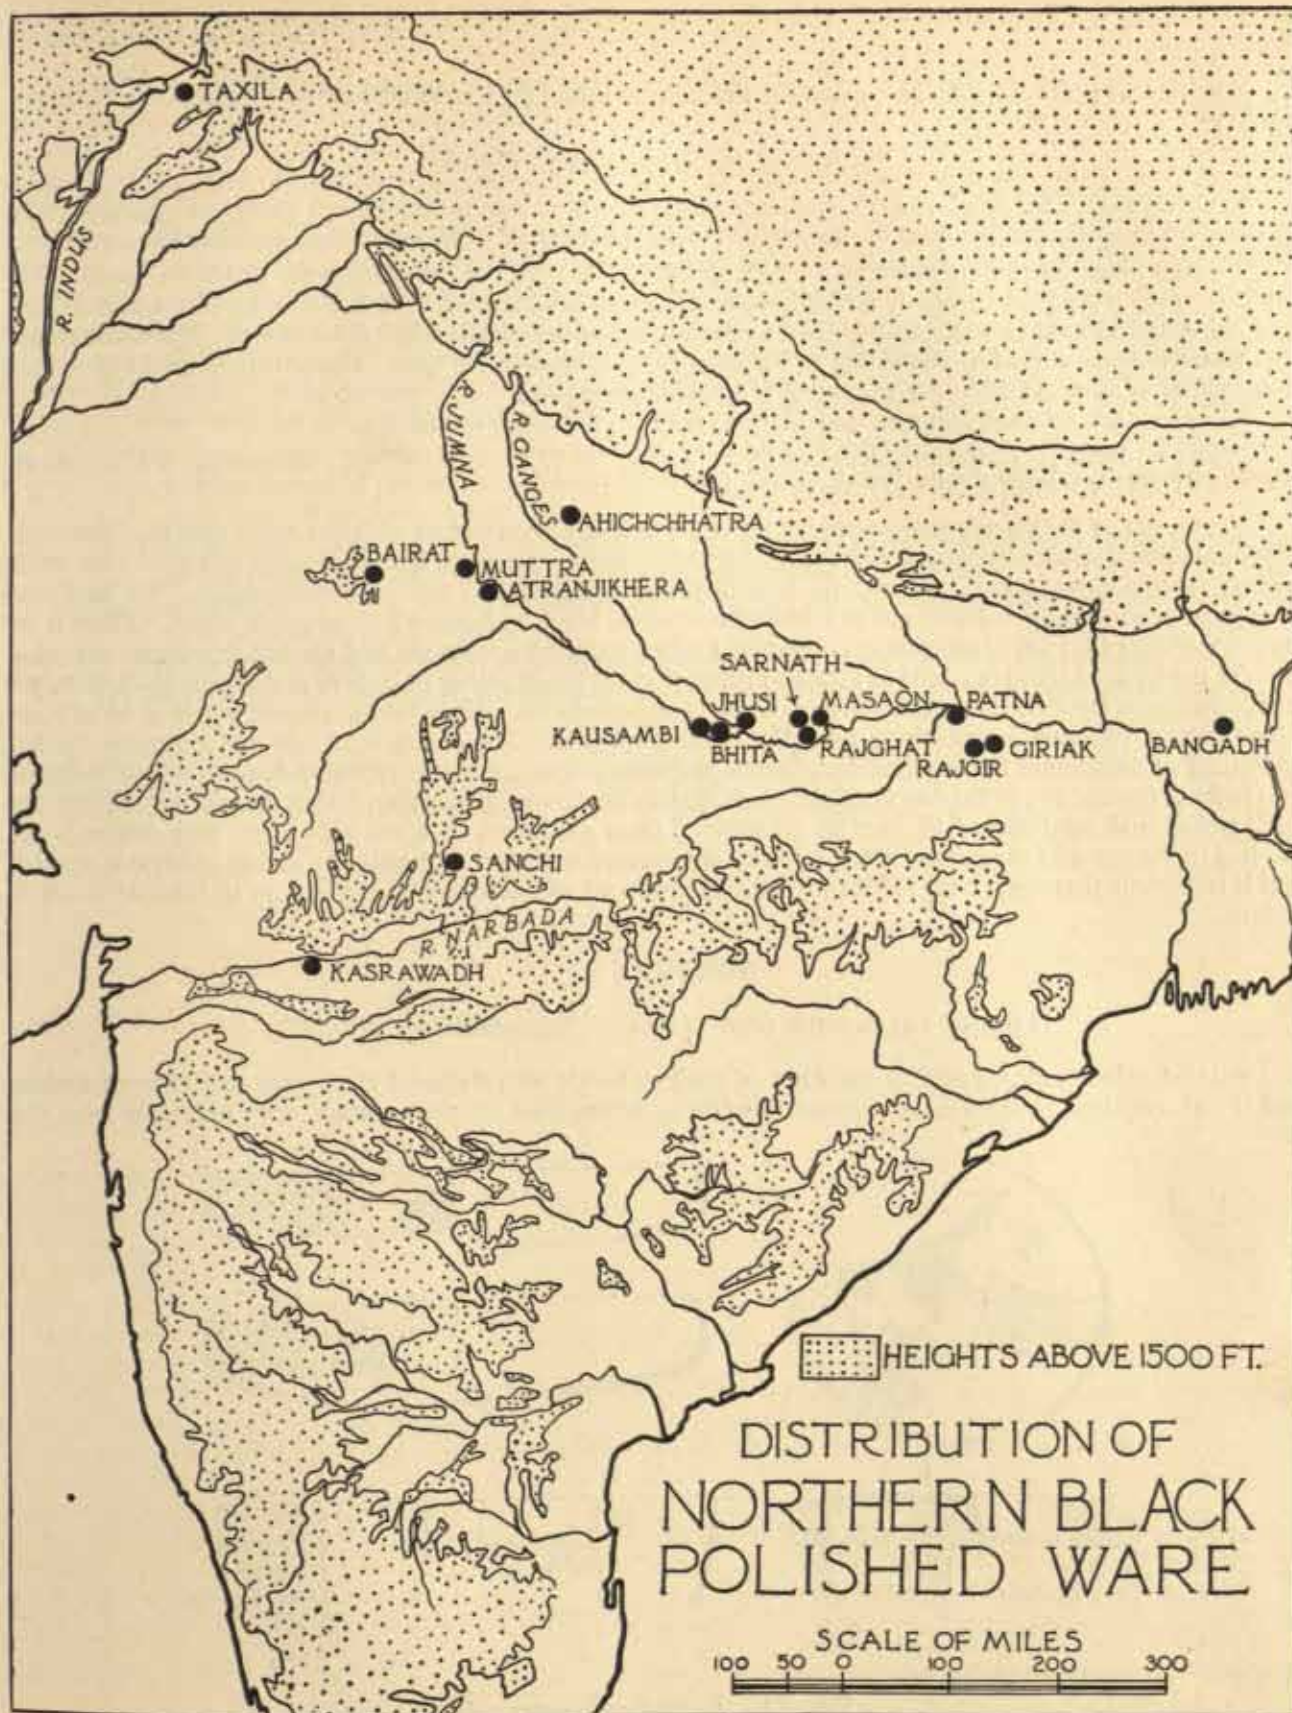 TAXILA
R. INDUS
R. JUMNA
R. GANGES
AHICHCHHATRA
BAIRAT
MUTTRA
ATRANJIKHERA
SARNATH
JHUSI
MASAON
PATNA
KAUSAMBI
BHITA
RAJGHAT
RAJGIR
GIRIAK
BANGADH
SANCHI
R. NARBADA
KASRAWADH
HEIGHTS ABOVE 1500 FT.
DISTRIBUTION OF
NORTHERN BLACK
POLISHED WARE
SCALE OF MILES
100 50 0 100 200 300